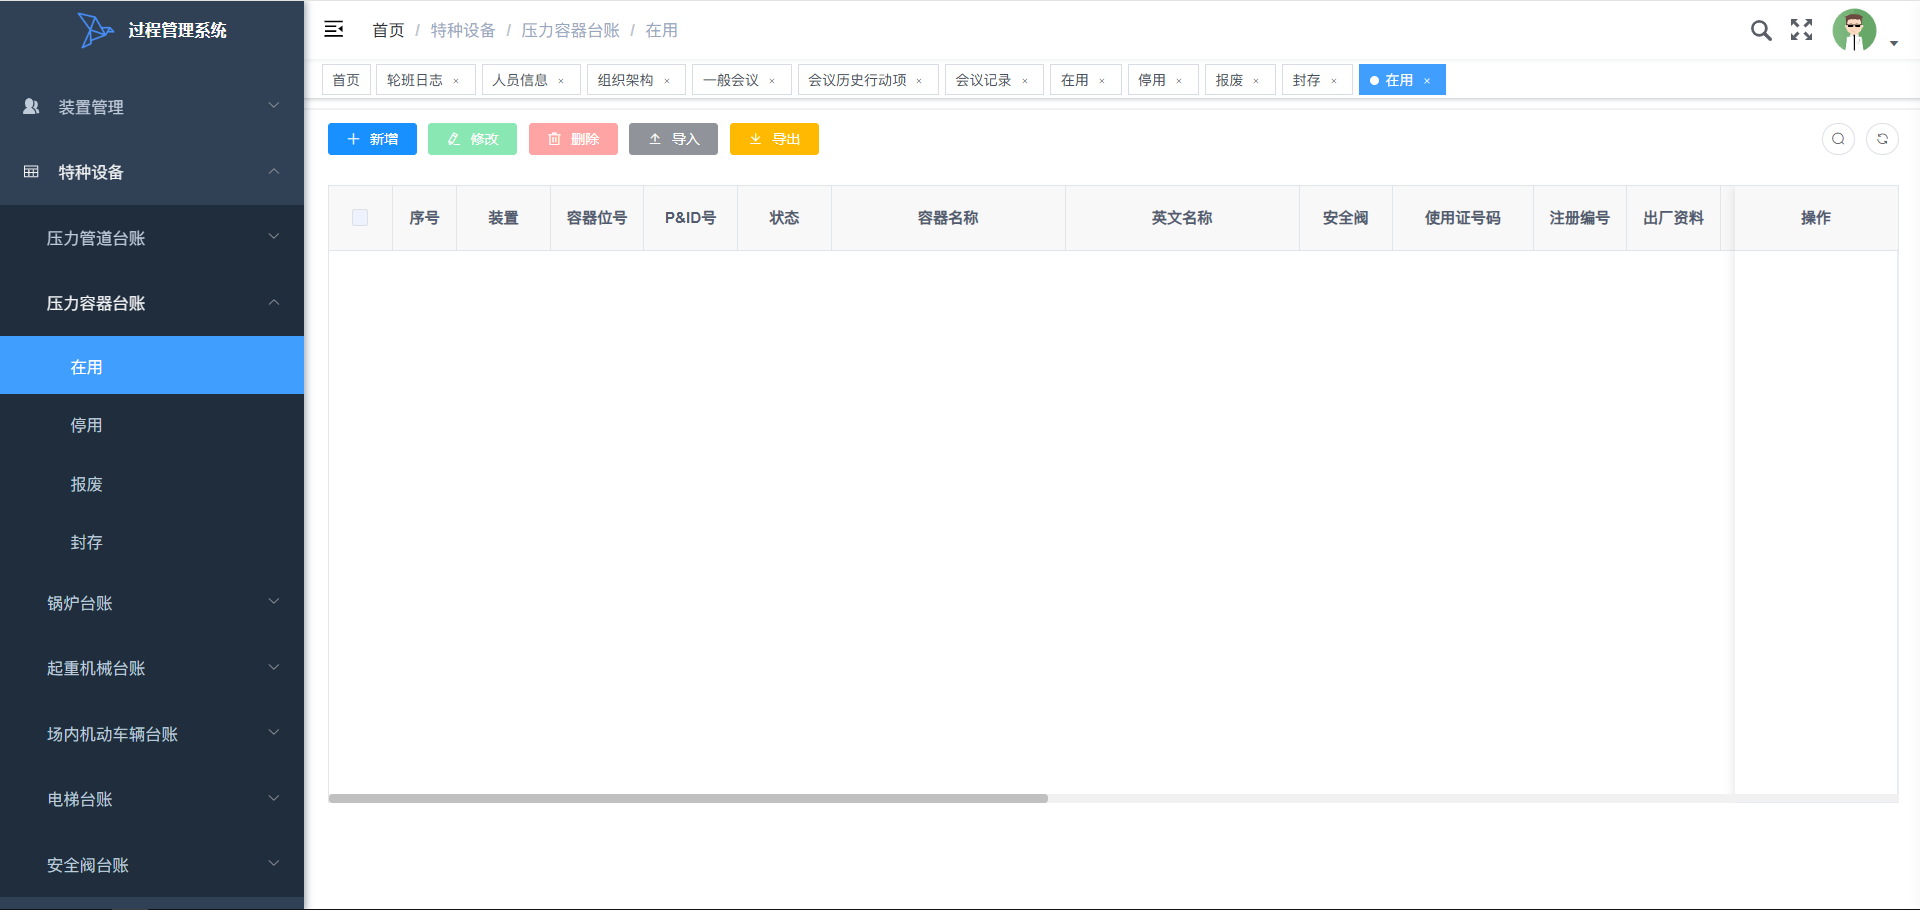 过程管理系统
首页 / 特种设备 / 压力容器台账 / 在用
首页 轮班日志 × 人员信息 × 组织架构 × 一般会议 × 会议历史行动项 × 会议记录 × 在用 × 停用 × 报废 × 封存 × 在用 ×
装置管理
特种设备
压力管道台账
压力容器台账
在用
停用
报废
封存
锅炉台账
起重机械台账
场内机动车辆台账
电梯台账
安全阀台账
新增 修改 删除 导入 导出
序号 装置 容器位号 P&ID号 状态 容器名称 英文名称 安全阀 使用证号码 注册编号 出厂资料 操作